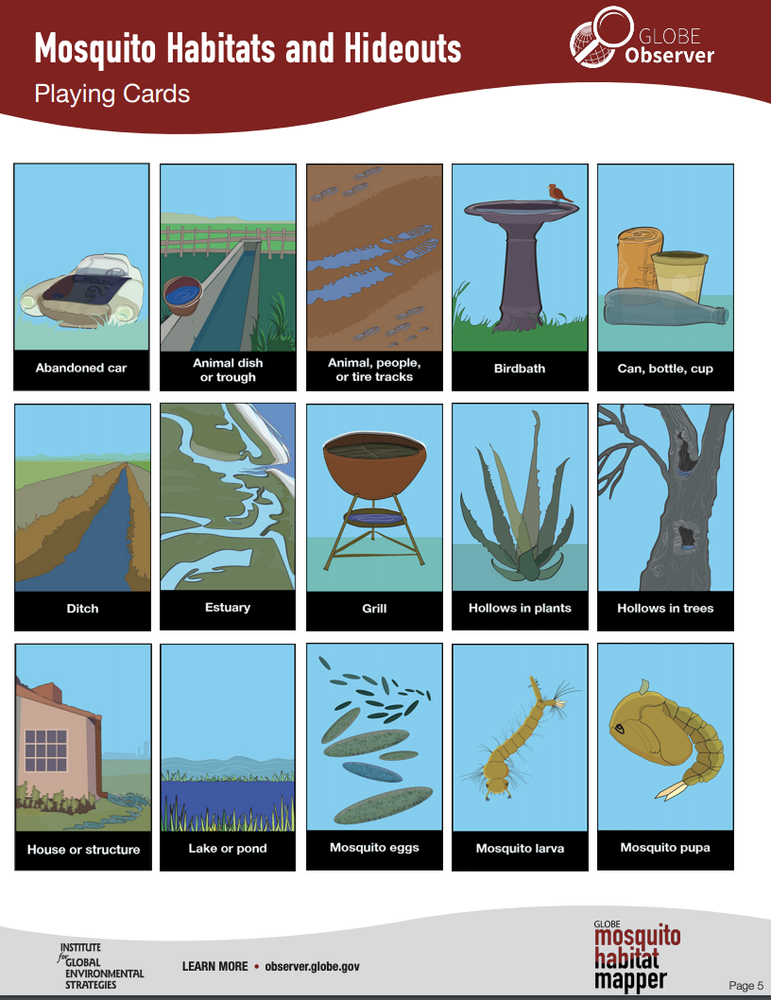 Mosquito Habitats and Hideouts
Playing Cards
GLOBE
Observer
Abandoned car
Animal dish
or trough
Animal, people,
or tire tracks
Birdbath
Can, bottle, cup
Ditch
Estuary
Grill
Hollows in plants
Hollows in trees
House or structure
Lake or pond
Mosquito eggs
Mosquito larva
Mosquito pupa
INSTITUTE
for GLOBAL
ENVIRONMENTAL
STRATEGIES
LEARN MORE • observer.globe.gov
GLOBE
mosquito
habitat
mapper
Page 5